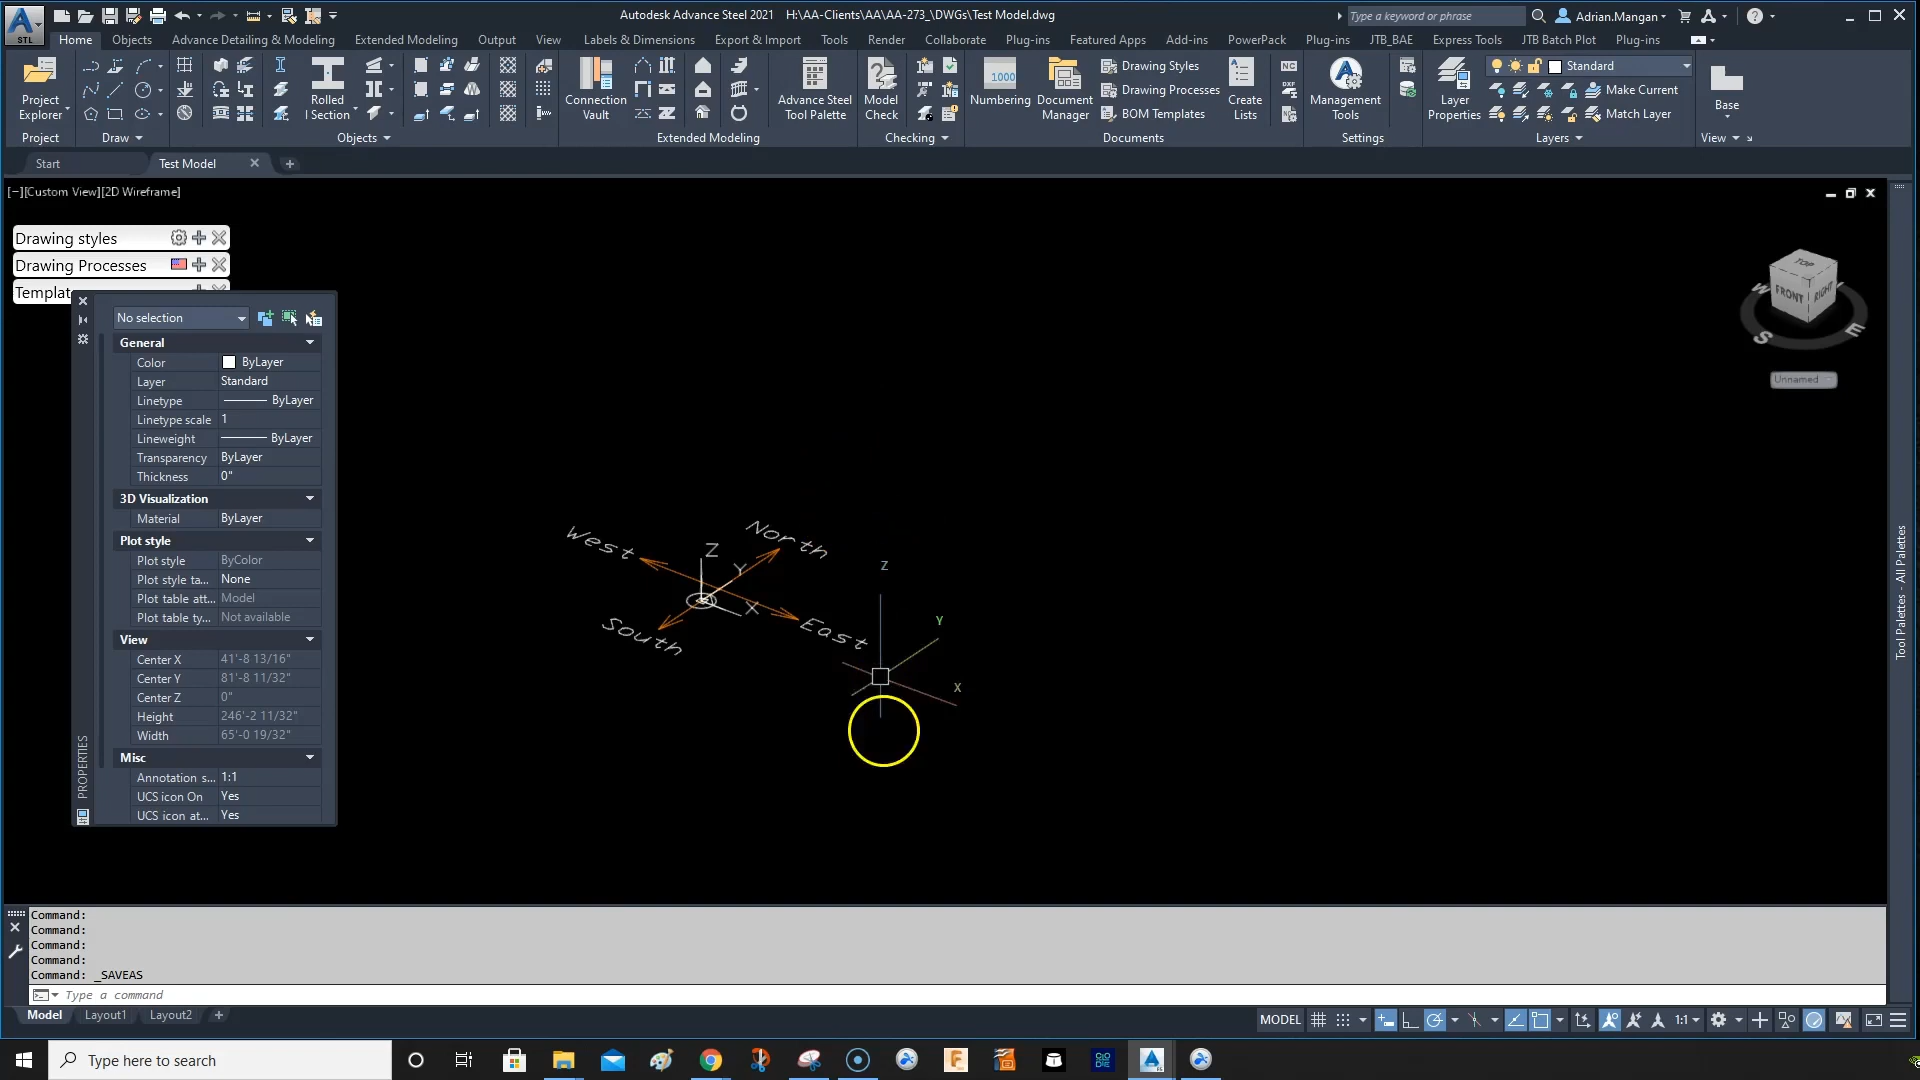 Autodesk Advance Steel 2021 H:\AA-Clients\AA\AA-273_\DWGs\Test Model.dwg
Type a keyword or phrase
Adrian.Mangan
STL
Home Objects Advance Detailing & Modeling Extended Modeling Output View Labels & Dimensions Export & Import Tools Render Collaborate Plug-ins Featured Apps Add-ins PowerPack Plug-ins JTB_BAE Express Tools JTB Batch Plot Plug-ins
Project Explorer
Rolled I Section
Connection Vault
Advance Steel Tool Palette
Model Check
1000
Numbering
Document Manager
Drawing Styles
Drawing Processes
BOM Templates
Create Lists
NC
DXF
Management Tools
Layer Properties
Standard
Make Current
Match Layer
Base
Project Draw Objects Extended Modeling Checking Documents Settings Layers View
Start Test Model
[−][Custom View][2D Wireframe]
Drawing styles
Drawing Processes
Templat
No selection
General
Color ByLayer
Layer Standard
Linetype ByLayer
Linetype scale 1
Lineweight ByLayer
Transparency ByLayer
Thickness 0"
3D Visualization
Material ByLayer
Plot style
Plot style ByColor
Plot style ta... None
Plot table att... Model
Plot table ty... Not available
View
Center X 41'-8 13/16"
Center Y 81'-8 11/32"
Center Z 0"
Height 246'-2 11/32"
Width 65'-0 19/32"
Misc
Annotation s... 1:1
UCS icon On Yes
UCS icon at... Yes
PROPERTIES
West
North
South
East
Z
Y
X
Z
Y
X
TOP
FRONT
RIGHT
W
S
E
Unnamed
Tool Palettes - All Palettes
Command:
Command:
Command:
Command:
Command: _SAVEAS
Type a command
Model Layout1 Layout2
MODEL
1:1
Type here to search